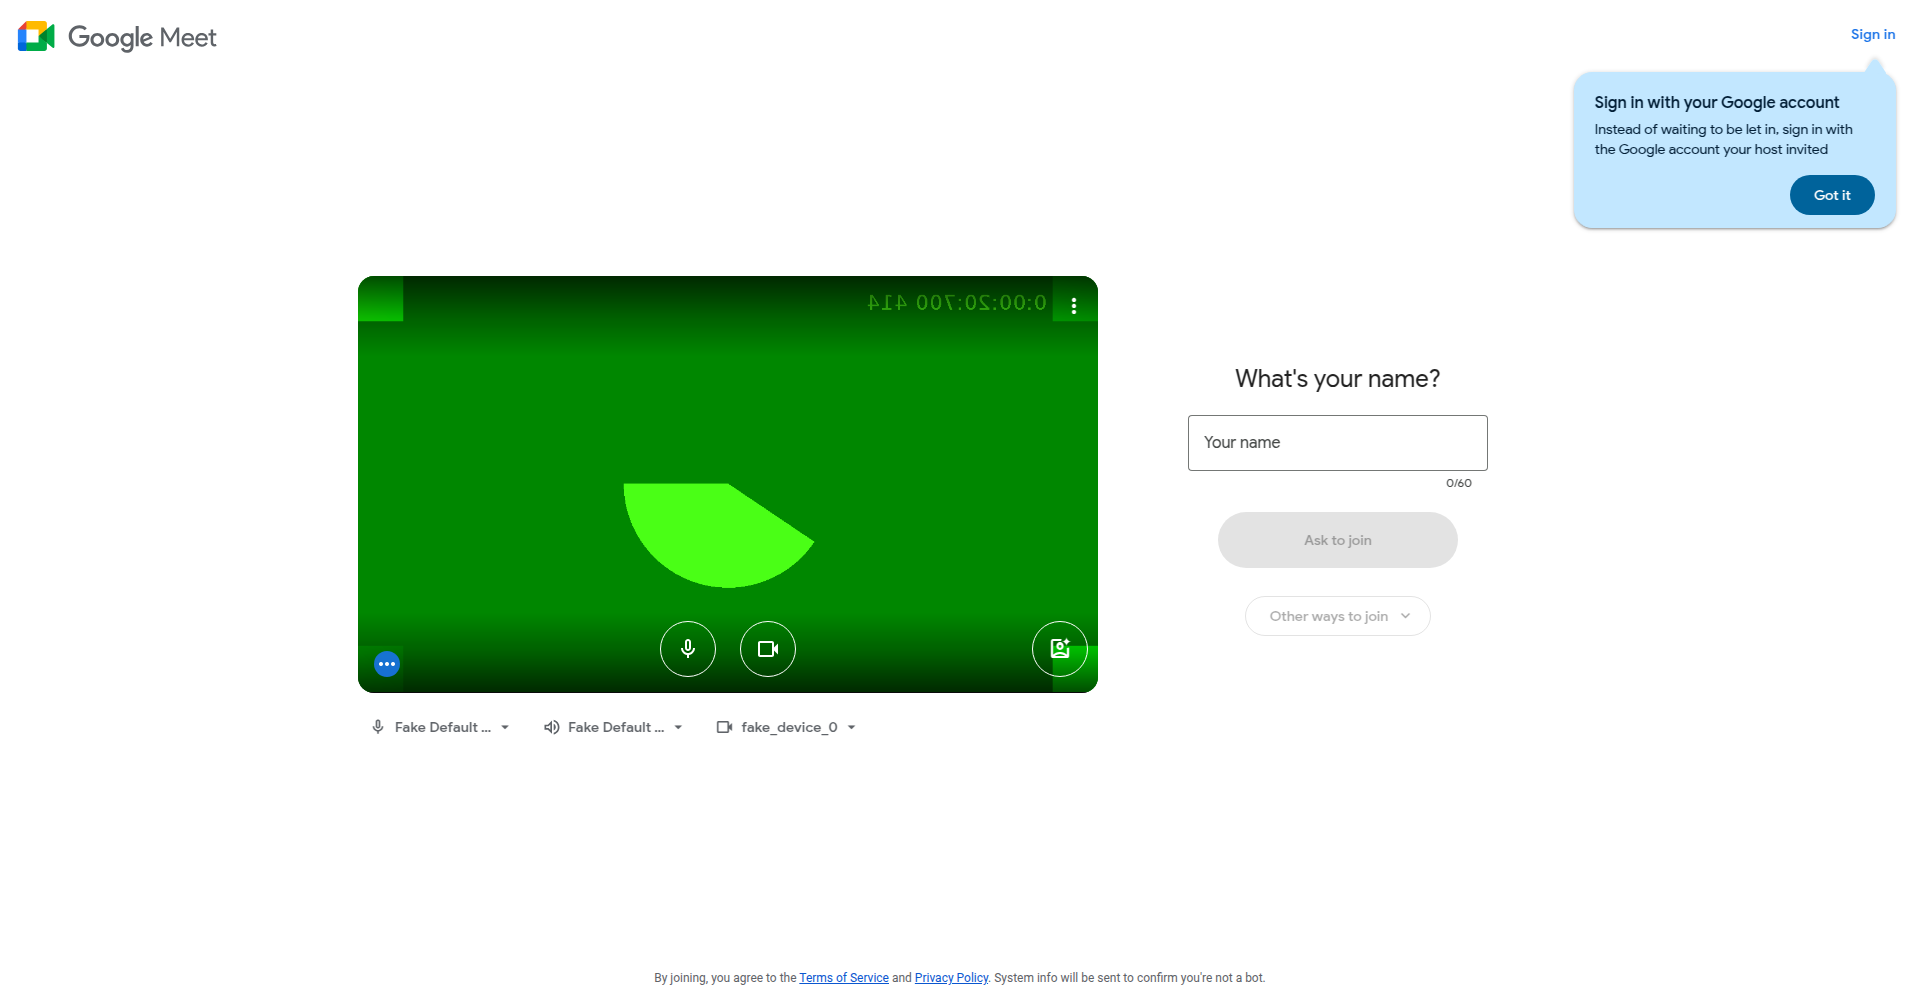 Google Meet
Sign in
Sign in with your Google account
Instead of waiting to be let in, sign in with
the Google account your host invited
Got it
0:00:20:700 414
What's your name?
Your name
0/60
Ask to join
Other ways to join
Fake Default ...
Fake Default ...
fake_device_0
By joining, you agree to the Terms of Service and Privacy Policy. System info will be sent to confirm you're not a bot.